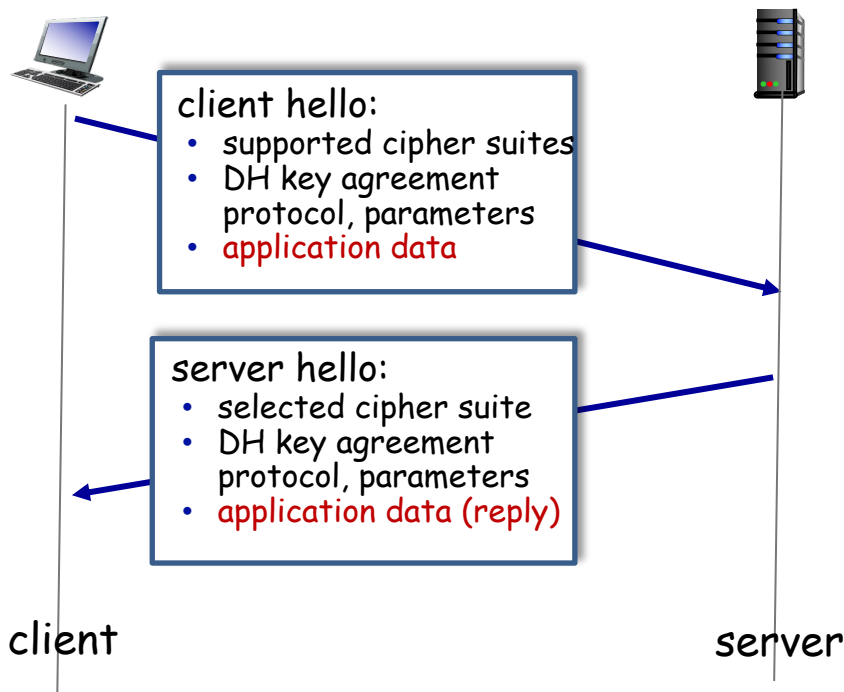 client hello:
• supported cipher suites
• DH key agreement
protocol, parameters
• application data
server hello:
• selected cipher suite
• DH key agreement
protocol, parameters
• application data (reply)
client
server